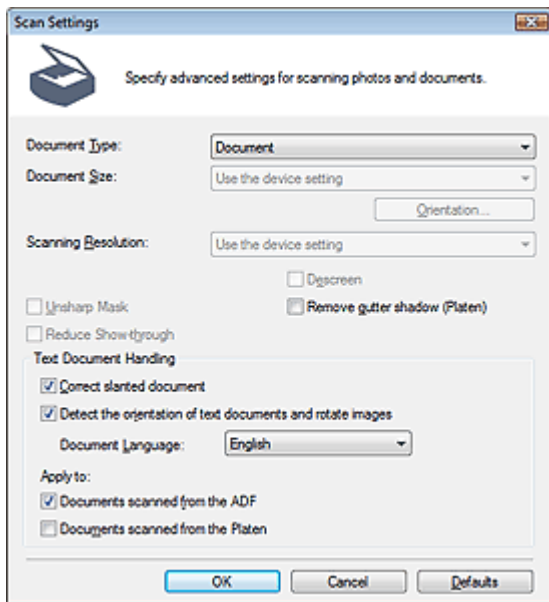 Scan Settings
Specify advanced settings for scanning photos and documents.
Document Type: Document
Document Size: Use the device setting
Orientation...
Scanning Resolution: Use the device setting
Descreen
Unsharp Mask Remove gutter shadow (Platen)
Reduce Show-through
Text Document Handling
Correct slanted document
Detect the orientation of text documents and rotate images
Document Language: English
Apply to:
Documents scanned from the ADF
Documents scanned from the Platen
OK Cancel Defaults